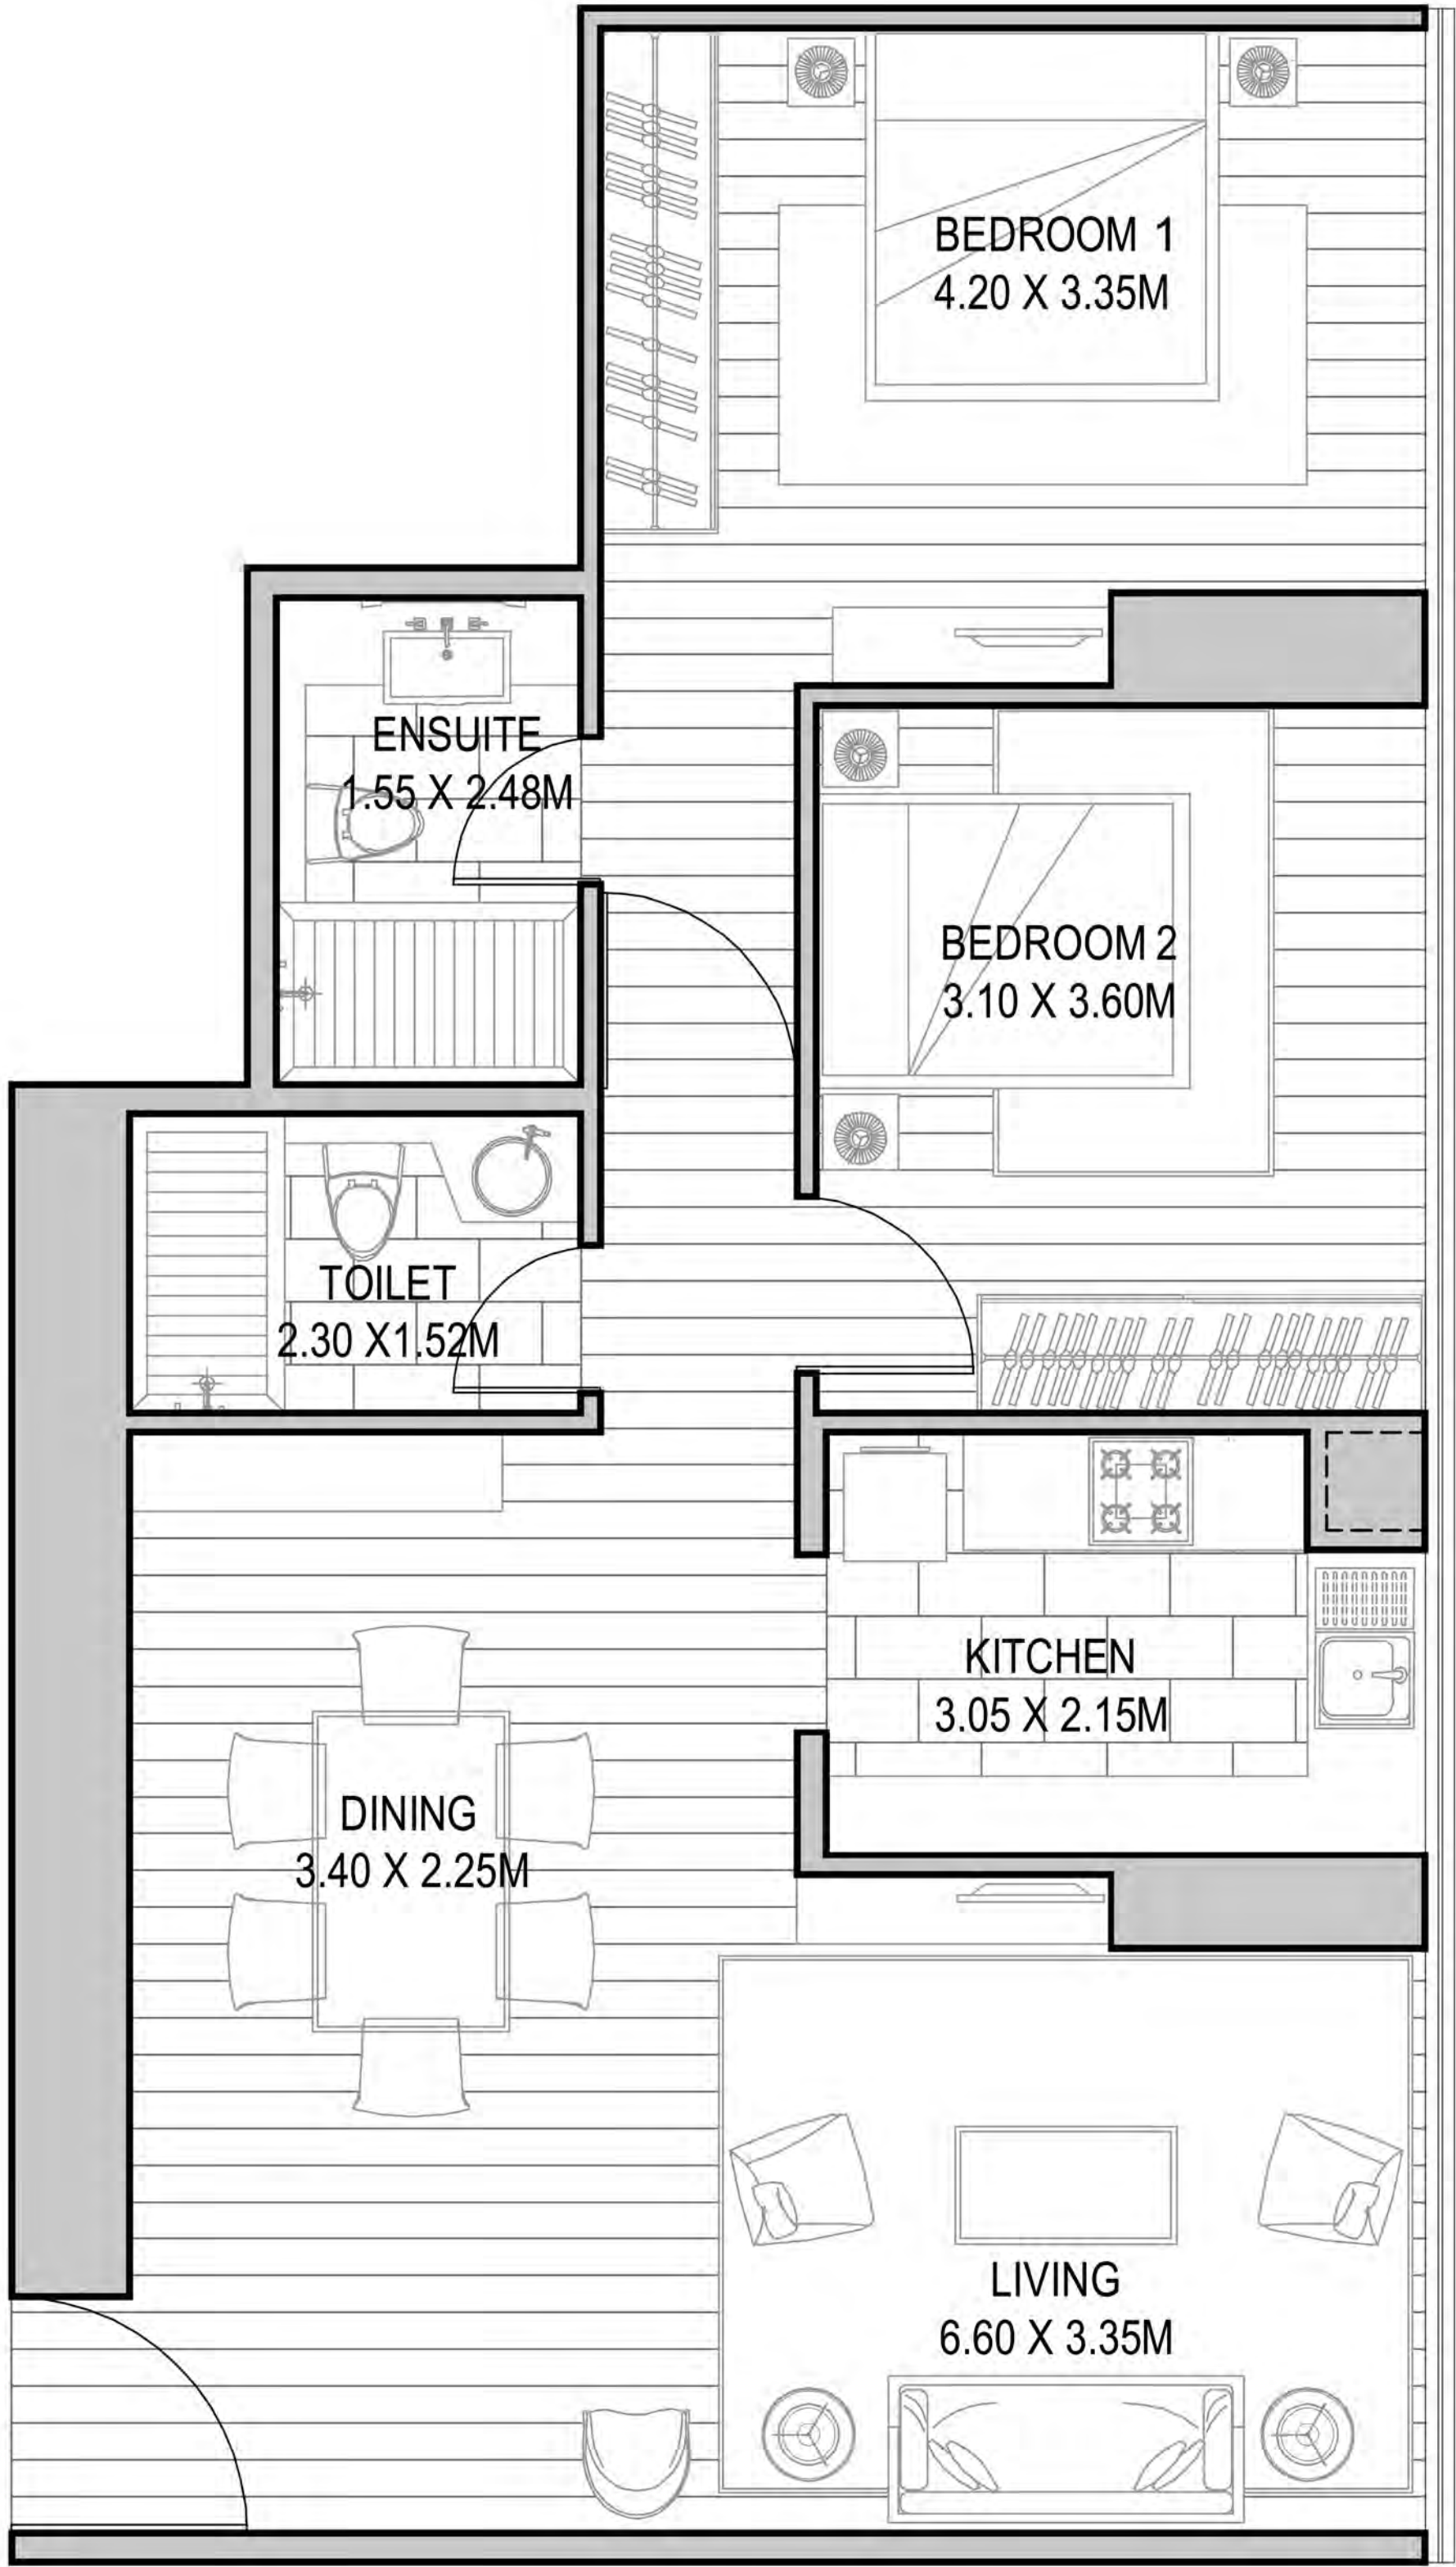 BEDROOM 1
4.20 X 3.35M
ENSUITE
1.55 X 2.48M
BEDROOM 2
3.10 X 3.60M
TOILET
2.30 X1.52M
KITCHEN
3.05 X 2.15M
DINING
3.40 X 2.25M
LIVING
6.60 X 3.35M